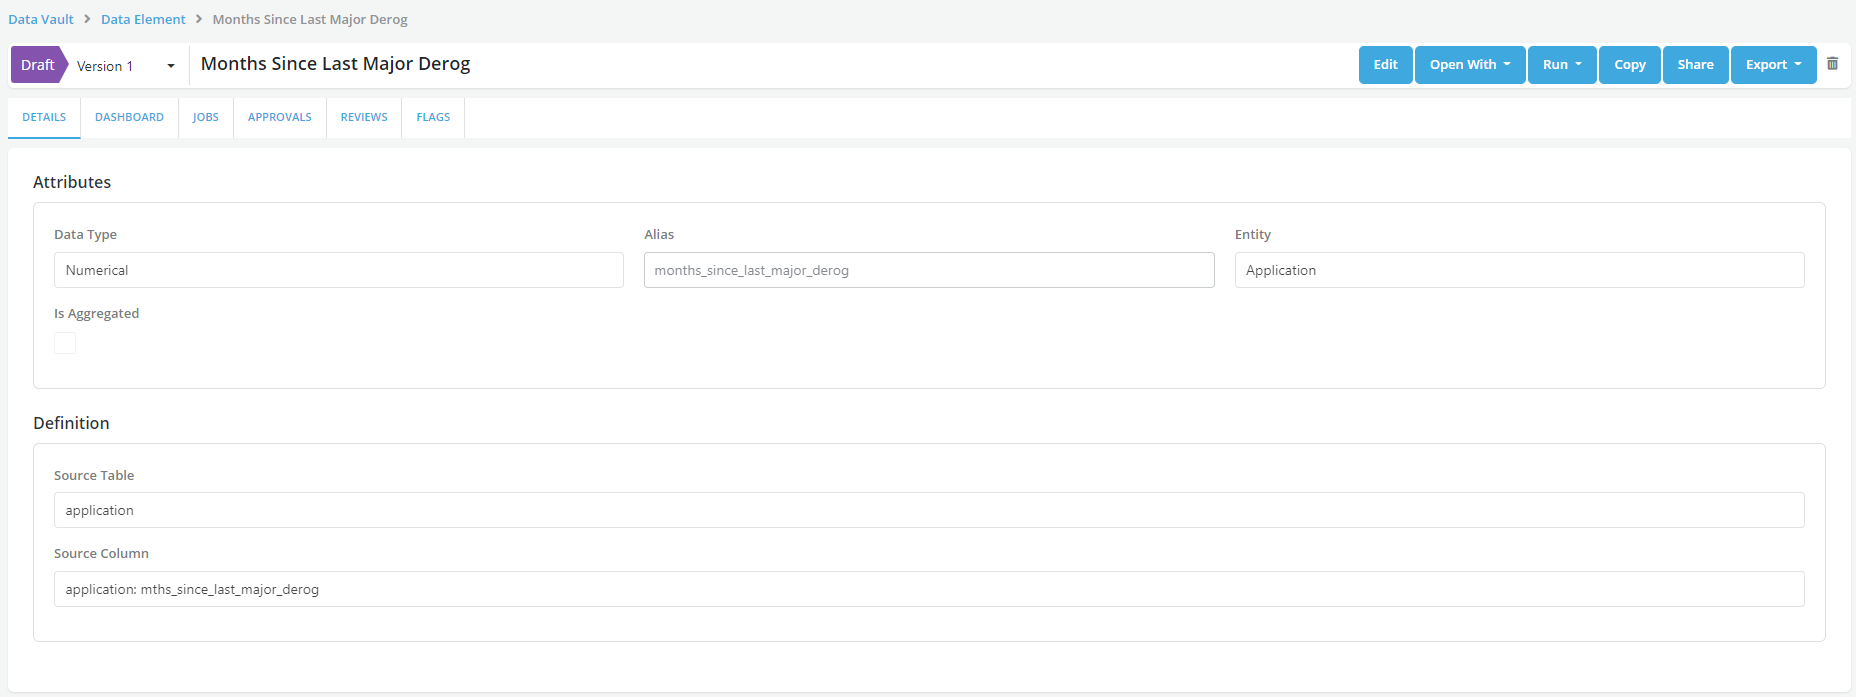 Data Vault > Data Element > Months Since Last Major Derog
Draft Version 1 Months Since Last Major Derog Edit Open With Run Copy Share Export
DETAILS DASHBOARD JOBS APPROVALS REVIEWS FLAGS
Attributes
Data Type Alias Entity
Numerical months_since_last_major_derog Application
Is Aggregated
Definition
Source Table
application
Source Column
application: mths_since_last_major_derog